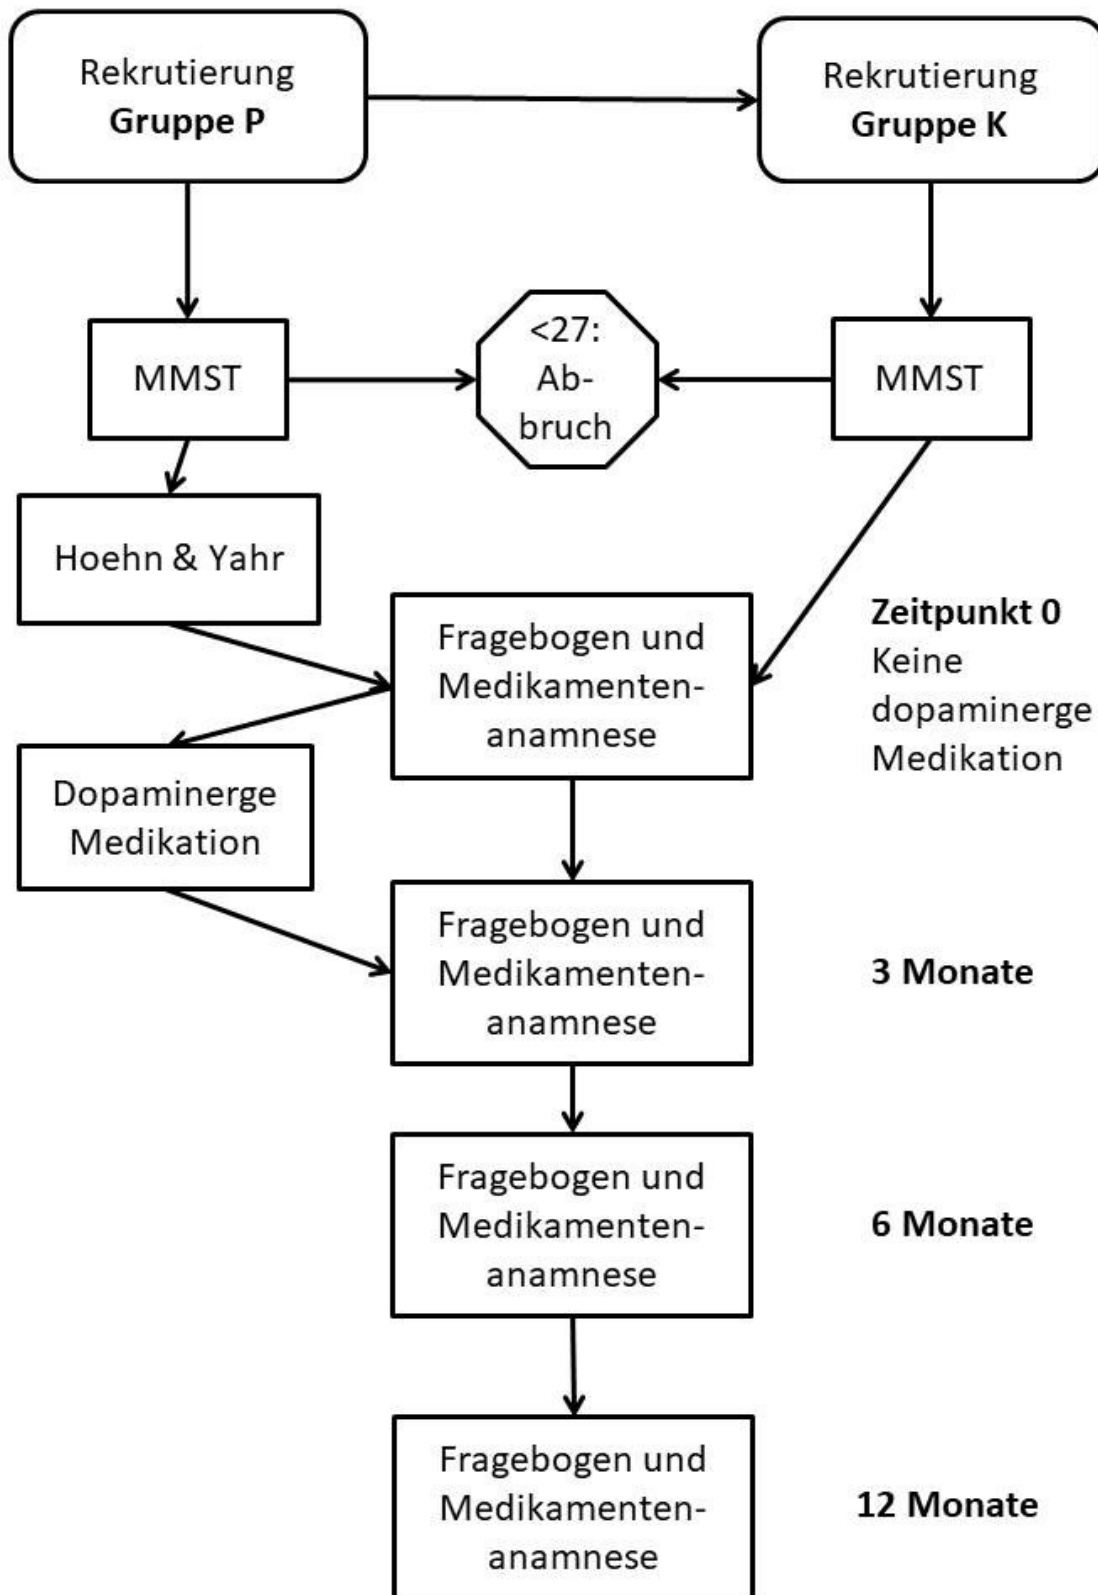 Rekrutierung
Gruppe P
Rekrutierung
Gruppe K
MMST
<27:
Ab-
bruch
MMST
Hoehn & Yahr
Fragebogen und
Medikamenten-
anamnese
Zeitpunkt 0
Keine
dopaminerge
Medikation
Dopaminerge
Medikation
Fragebogen und
Medikamenten-
anamnese
3 Monate
Fragebogen und
Medikamenten-
anamnese
6 Monate
Fragebogen und
Medikamenten-
anamnese
12 Monate